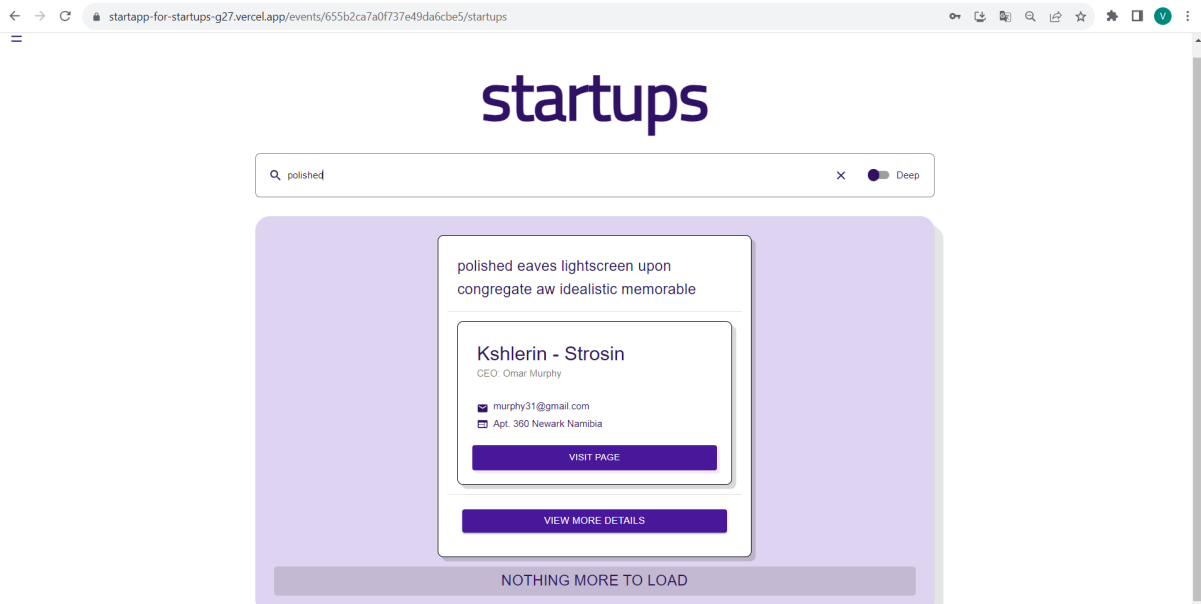 startapp-for-startups-g27.vercel.app/events/655b2ca7a0f737e49da6cbe5/startups
V
startups
polished
Deep
polished eaves lightscreen upon
congregate aw idealistic memorable
Kshlerin - Strosin
CEO: Omar Murphy
murphy31@gmail.com
Apt. 360 Newark Namibia
VISIT PAGE
VIEW MORE DETAILS
NOTHING MORE TO LOAD